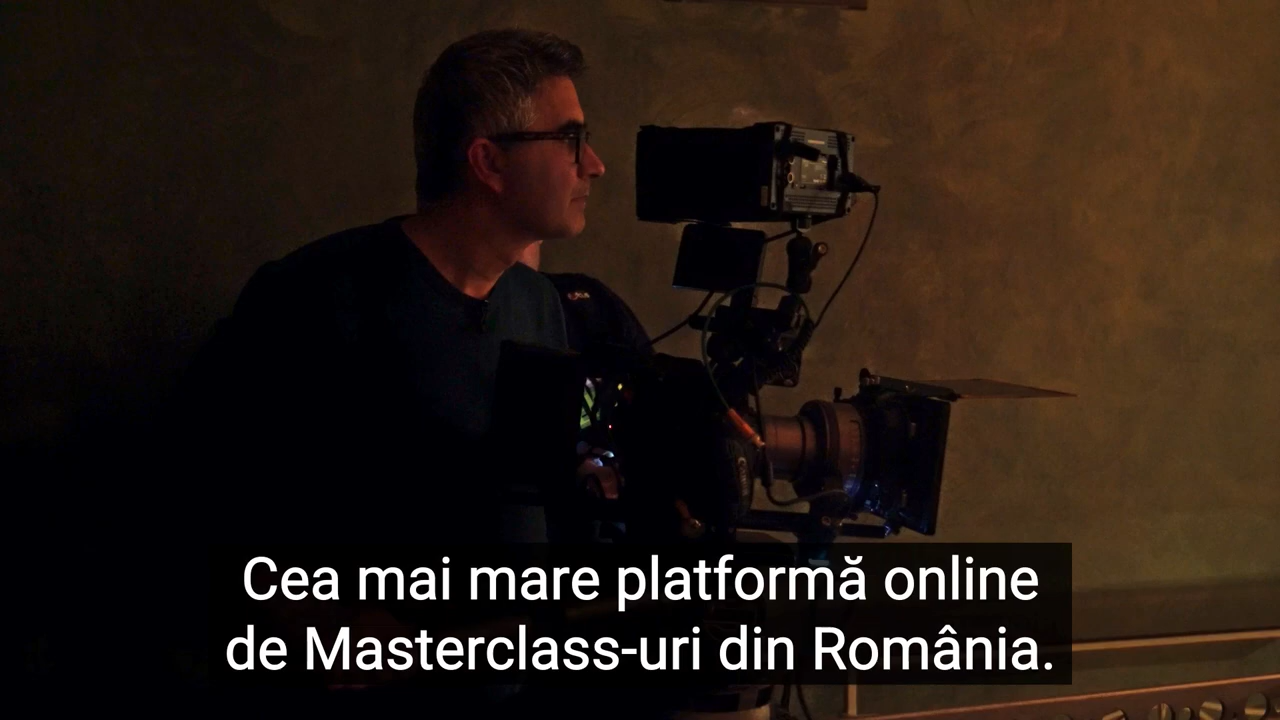 Cea mai mare platformă online
de Masterclass-uri din România.